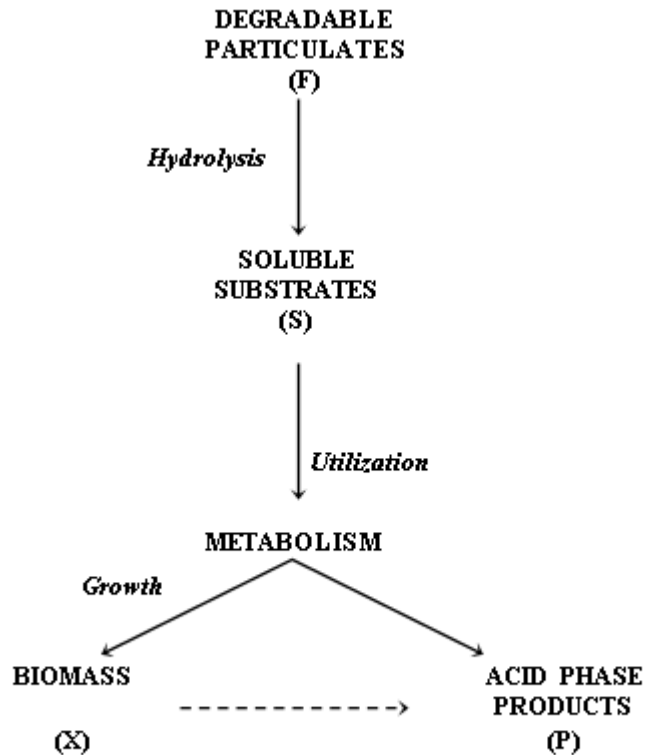 DEGRADABLE
PARTICULATES
(F)
Hydrolysis
SOLUBLE
SUBSTRATES
(S)
Utilization
METABOLISM
Growth
BIOMASS
(X)
ACID PHASE
PRODUCTS
(P)